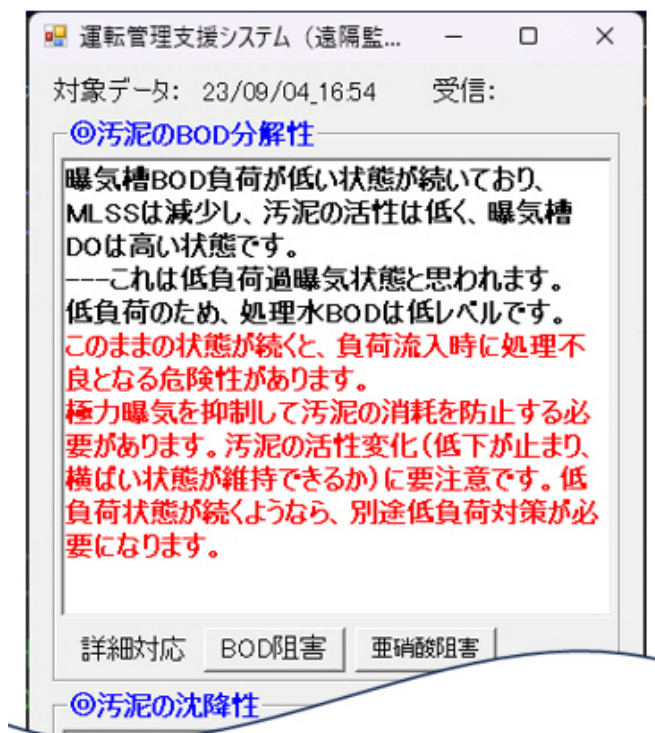 運転管理支援システム（遠隔監...
対象データ: 23/09/04_16:54 受信:
◎汚泥のBOD分解性
曝気槽BOD負荷が低い状態が続いており、
MLSSは減少し、汚泥の活性は低く、曝気槽
DOは高い状態です。
---これは低負荷過曝気状態と思われます。
低負荷のため、処理水BODは低レベルです。
このままの状態が続くと、負荷流入時に処理不
良となる危険性があります。
極力曝気を抑制して汚泥の消耗を防止する必
要があります。汚泥の活性変化（低下が止まり、
横ばい状態が維持できるか）に要注意です。低
負荷状態が続くようなら、別途低負荷対策が必
要になります。
詳細対応 BOD阻害 亜硝酸阻害
◎汚泥の沈降性